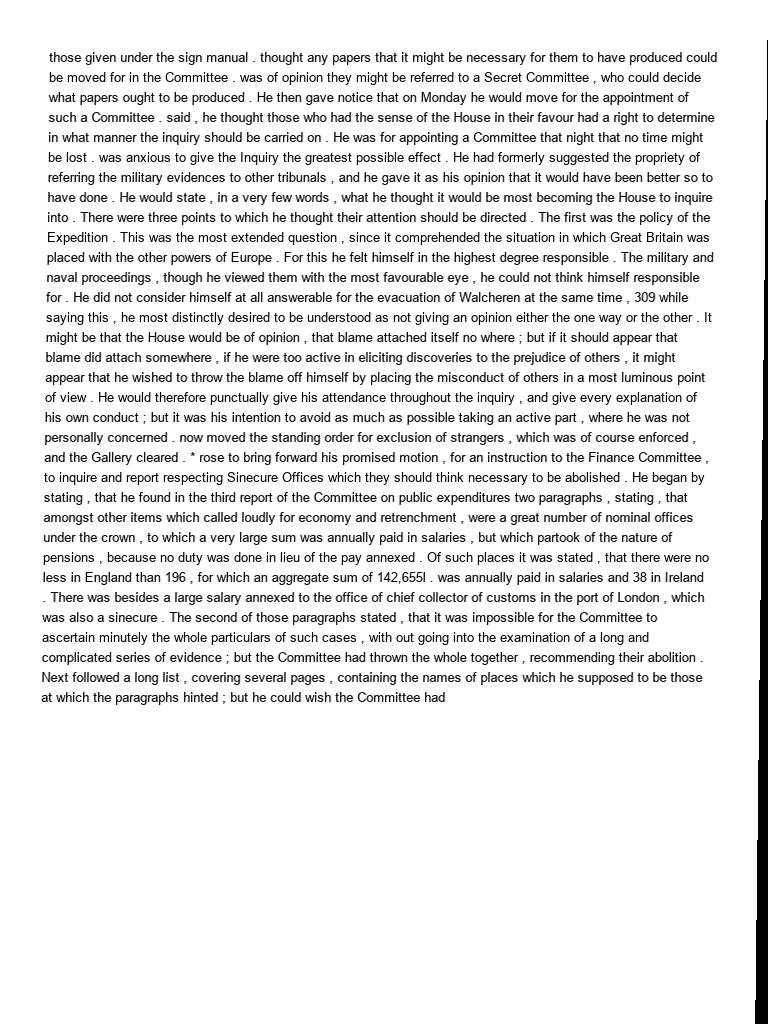 those given under the sign manual . thought any papers that it might be necessary for them to have produced could
be moved for in the Committee . was of opinion they might be referred to a Secret Committee , who could decide
what papers ought to be produced . He then gave notice that on Monday he would move for the appointment of
such a Committee . said , he thought those who had the sense of the House in their favour had a right to determine
in what manner the inquiry should be carried on . He was for appointing a Committee that night that no time might
be lost . was anxious to give the Inquiry the greatest possible effect . He had formerly suggested the propriety of
referring the military evidences to other tribunals , and he gave it as his opinion that it would have been better so to
have done . He would state , in a very few words , what he thought it would be most becoming the House to inquire
into . There were three points to which he thought their attention should be directed . The first was the policy of the
Expedition . This was the most extended question , since it comprehended the situation in which Great Britain was
placed with the other powers of Europe . For this he felt himself in the highest degree responsible . The military and
naval proceedings , though he viewed them with the most favourable eye , he could not think himself responsible
for . He did not consider himself at all answerable for the evacuation of Walcheren at the same time , 309 while
saying this , he most distinctly desired to be understood as not giving an opinion either the one way or the other . It
might be that the House would be of opinion , that blame attached itself no where ; but if it should appear that
blame did attach somewhere , if he were too active in eliciting discoveries to the prejudice of others , it might
appear that he wished to throw the blame off himself by placing the misconduct of others in a most luminous point
of view . He would therefore punctually give his attendance throughout the inquiry , and give every explanation of
his own conduct ; but it was his intention to avoid as much as possible taking an active part , where he was not
personally concerned . now moved the standing order for exclusion of strangers , which was of course enforced ,
and the Gallery cleared . * rose to bring forward his promised motion , for an instruction to the Finance Committee ,
to inquire and report respecting Sinecure Offices which they should think necessary to be abolished . He began by
stating , that he found in the third report of the Committee on public expenditures two paragraphs , stating , that
amongst other items which called loudly for economy and retrenchment , were a great number of nominal offices
under the crown , to which a very large sum was annually paid in salaries , but which partook of the nature of
pensions , because no duty was done in lieu of the pay annexed . Of such places it was stated , that there were no
less in England than 196 , for which an aggregate sum of 142,655l . was annually paid in salaries and 38 in Ireland
. There was besides a large salary annexed to the office of chief collector of customs in the port of London , which
was also a sinecure . The second of those paragraphs stated , that it was impossible for the Committee to
ascertain minutely the whole particulars of such cases , with out going into the examination of a long and
complicated series of evidence ; but the Committee had thrown the whole together , recommending their abolition .
Next followed a long list , covering several pages , containing the names of places which he supposed to be those
at which the paragraphs hinted ; but he could wish the Committee had